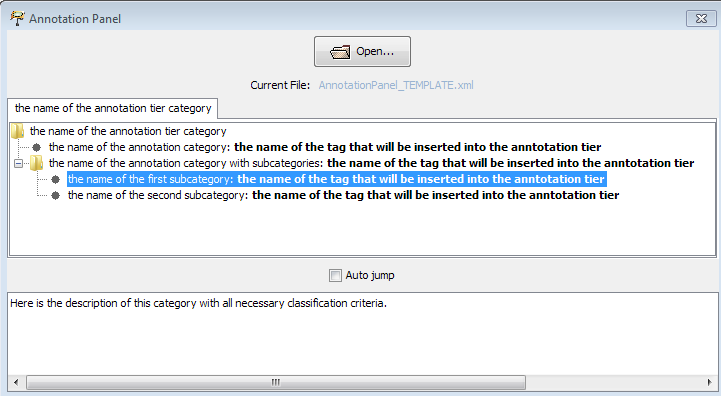 Annotation Panel
Open...
Current File: AnnotationPanel_TEMPLATE.xml
the name of the annotation tier category
the name of the annotation tier category
the name of the annotation category: the name of the tag that will be inserted into the anntotation tier
the name of the annotation category with subcategories: the name of the tag that will be inserted into the anntotation tier
the name of the first subcategory: the name of the tag that will be inserted into the anntotation tier
the name of the second subcategory: the name of the tag that will be inserted into the anntotation tier
Auto jump
Here is the description of this category with all necessary classification criteria.